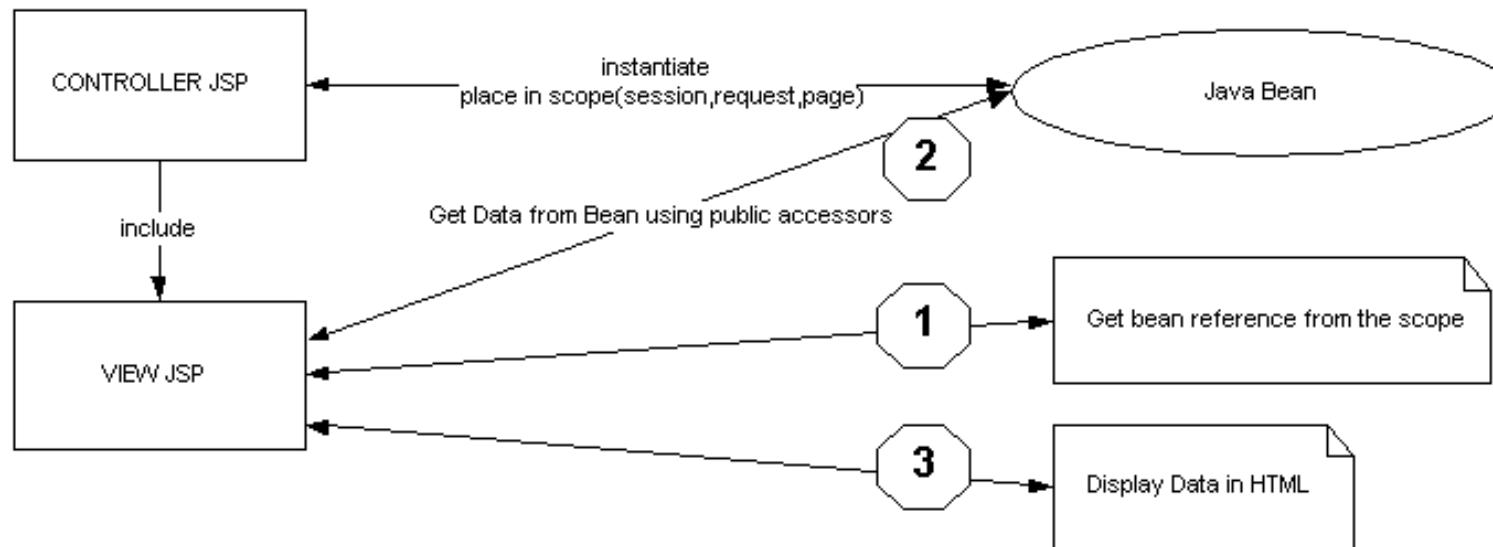 CONTROLLER JSP
instantiate
place in scope(session,request,page)
Java Bean
2
Get Data from Bean using public accessors
include
1
Get bean reference from the scope
VIEW JSP
3
Display Data in HTML